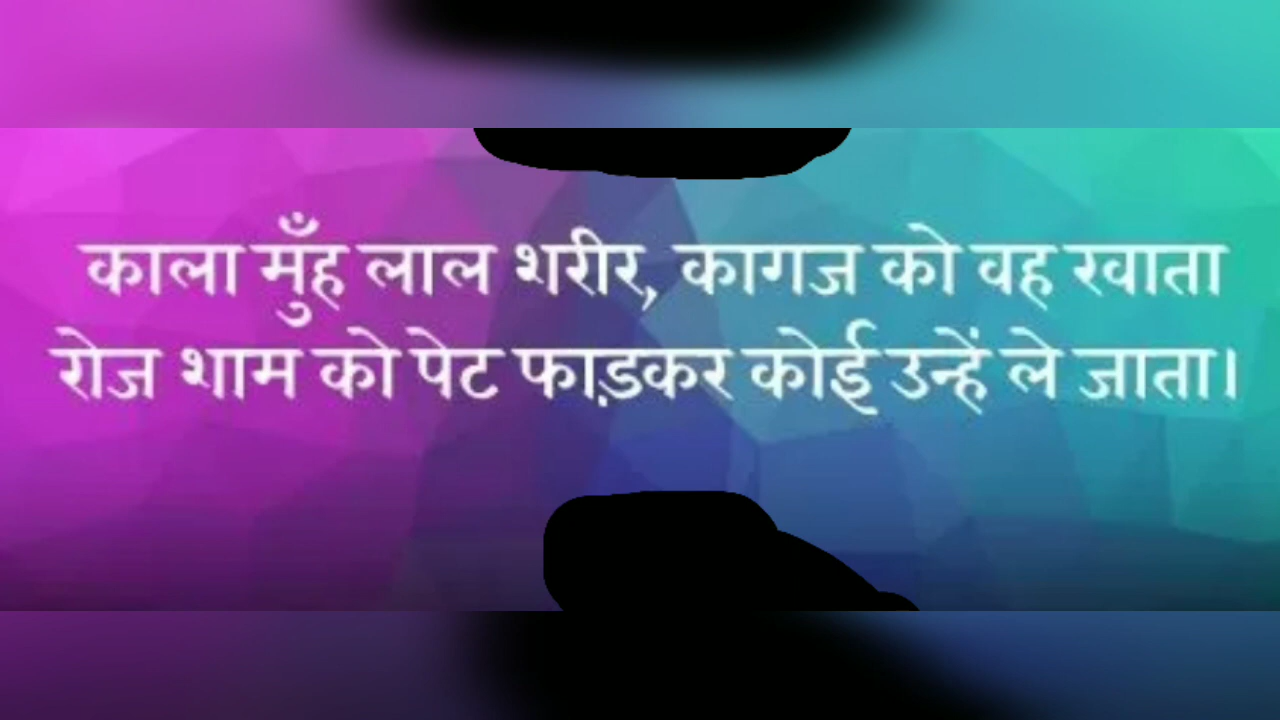 काला मुँह लाल शरीर, कागज को वह खाता
रोज शाम को पेट फाड़कर कोई उन्हें ले जाता।